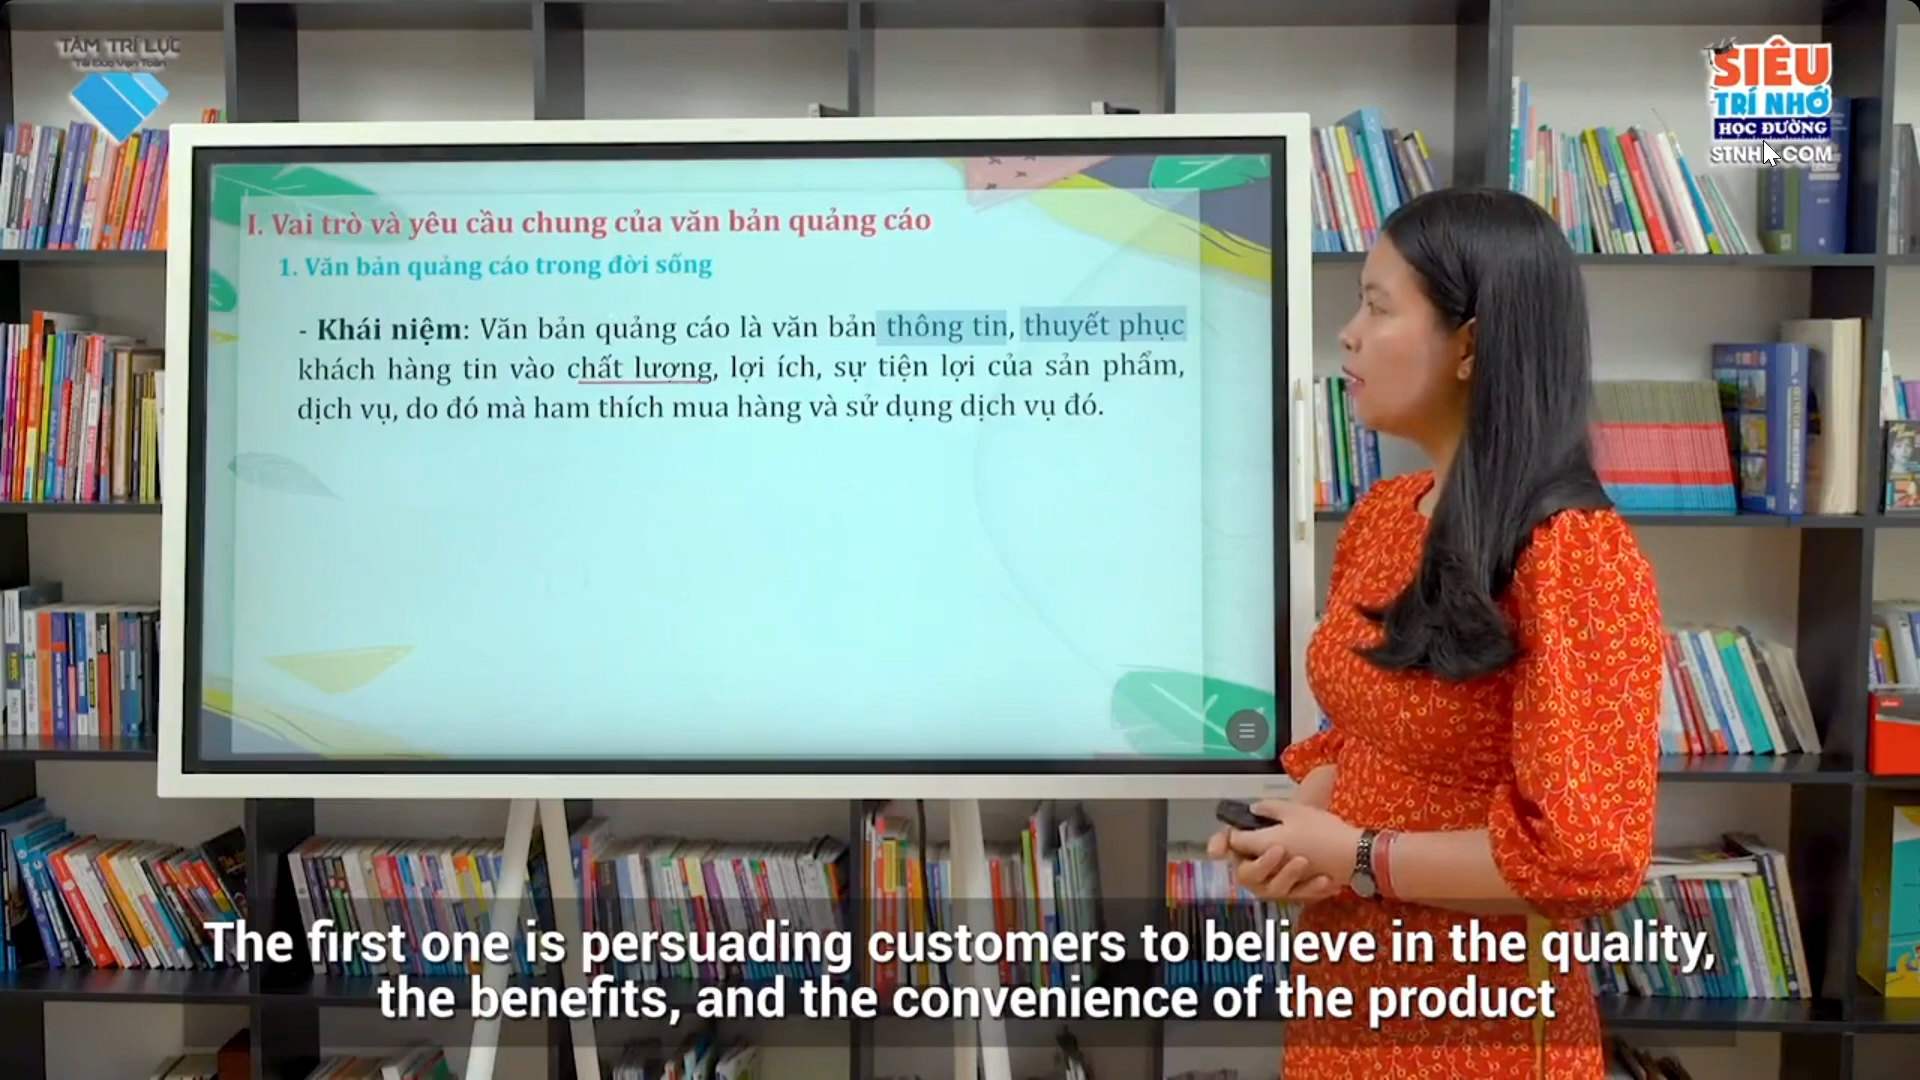 TÂM TRÍ LỰC
Tài Đức Vẹn Toàn
SIÊU
TRÍ NHỚ
HỌC ĐƯỜNG
I. Vai trò và yêu cầu chung của văn bản quảng cáo
1. Văn bản quảng cáo trong đời sống
- Khái niệm: Văn bản quảng cáo là văn bản thông tin, thuyết phục
khách hàng tin vào chất lượng, lợi ích, sự tiện lợi của sản phẩm,
dịch vụ, do đó mà ham thích mua hàng và sử dụng dịch vụ đó.
The first one is persuading customers to believe in the quality,
the benefits, and the convenience of the product